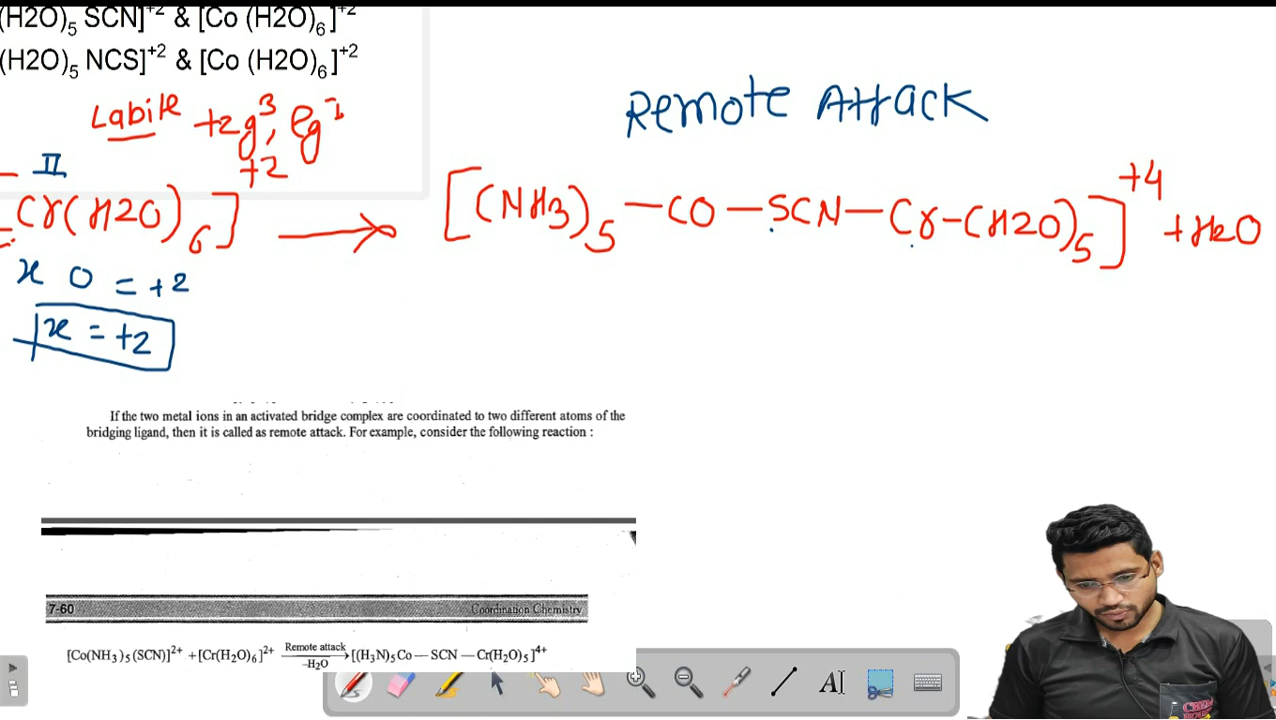 (H2O)₅ SCN]⁺² & [Co (H2O)₆]⁺²
(H2O)₅ NCS]⁺² & [Co (H2O)₆]⁺²
Labile +2g³, eg¹
Remote Attack
II
Cr(H2O)₆]⁺² → [(NH3)₅—CO—SCN—Cr—(H2O)₅]⁺⁴ + H2O
x 0 = +2
x = +2
If the two metal ions in an activated bridge complex are coordinated to two different atoms of the
bridging ligand, then it is called as remote attack. For example, consider the following reaction :
7-60 Coordination Chemistry
[Co(NH₃)₅(SCN)]²⁺ + [Cr(H₂O)₆]²⁺ Remote attack −H₂O → [(H₃N)₅Co—SCN—Cr(H₂O)₅]⁴⁺
AI